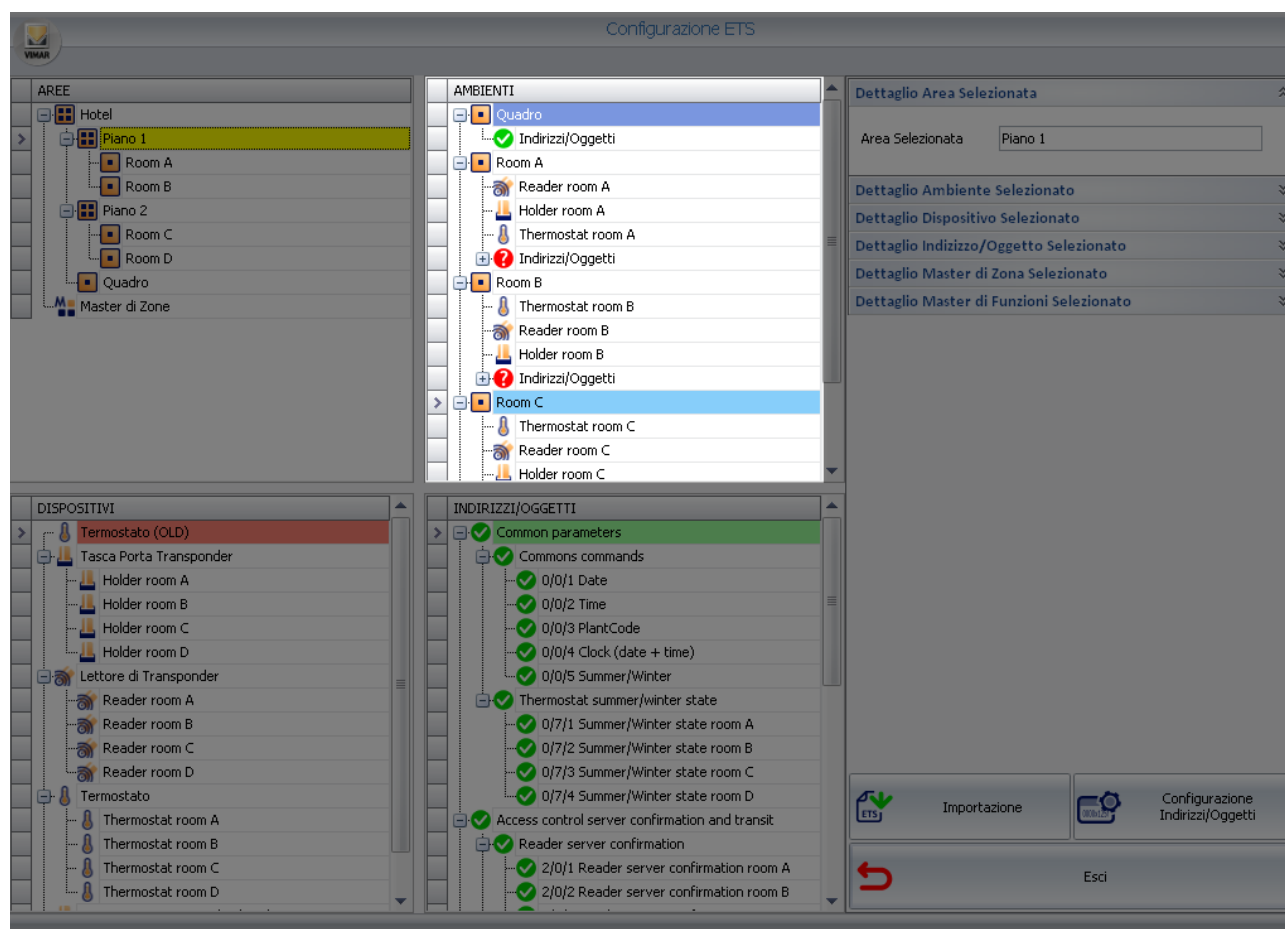 Configurazione ETS
VIMAR
AREE
Hotel
Piano 1
Room A
Room B
Piano 2
Room C
Room D
Quadro
Master di Zone
AMBIENTI
Quadro
Indirizzi/Oggetti
Room A
Reader room A
Holder room A
Thermostat room A
Indirizzi/Oggetti
Room B
Thermostat room B
Reader room B
Holder room B
Indirizzi/Oggetti
Room C
Thermostat room C
Reader room C
Holder room C
Dettaglio Area Selezionata
Area Selezionata Piano 1
Dettaglio Ambiente Selezionato
Dettaglio Dispositivo Selezionato
Dettaglio Indizizzo/Oggetto Selezionato
Dettaglio Master di Zona Selezionato
Dettaglio Master di Funzioni Selezionato
DISPOSITIVI
Termostato (OLD)
Tasca Porta Transponder
Holder room A
Holder room B
Holder room C
Holder room D
Lettore di Transponder
Reader room A
Reader room B
Reader room C
Reader room D
Termostato
Thermostat room A
Thermostat room B
Thermostat room C
Thermostat room D
INDIRIZZI/OGGETTI
Common parameters
Commons commands
0/0/1 Date
0/0/2 Time
0/0/3 PlantCode
0/0/4 Clock (date + time)
0/0/5 Summer/Winter
Thermostat summer/winter state
0/7/1 Summer/Winter state room A
0/7/2 Summer/Winter state room B
0/7/3 Summer/Winter state room C
0/7/4 Summer/Winter state room D
Access control server confirmation and transit
Reader server confirmation
2/0/1 Reader server confirmation room A
2/0/2 Reader server confirmation room B
ETS
Importazione
Configurazione
Indirizzi/Oggetti
Esci